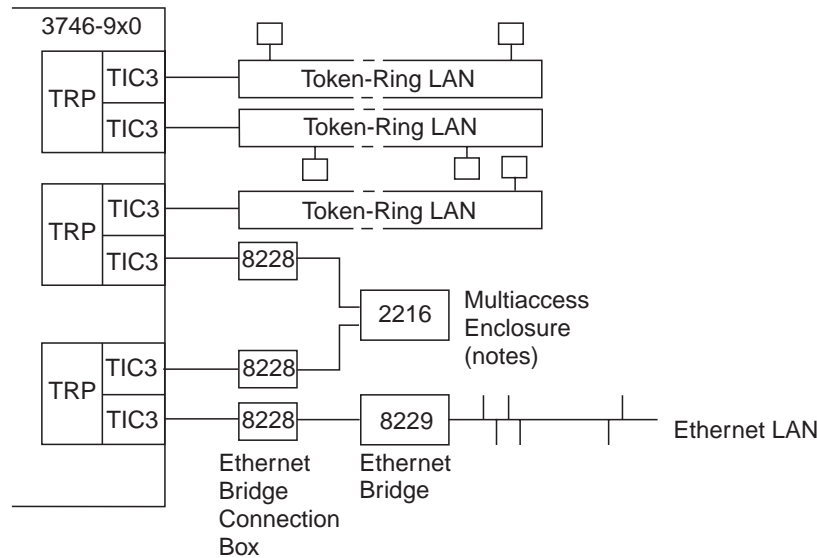 3746-9x0
TRP
TIC3
Token-Ring LAN
TIC3
Token-Ring LAN
TRP
TIC3
Token-Ring LAN
TIC3
8228
2216
Multiaccess
Enclosure
(notes)
TRP
TIC3
8228
TIC3
8228
8229
Ethernet LAN
Ethernet
Bridge
Connection
Box
Ethernet
Bridge